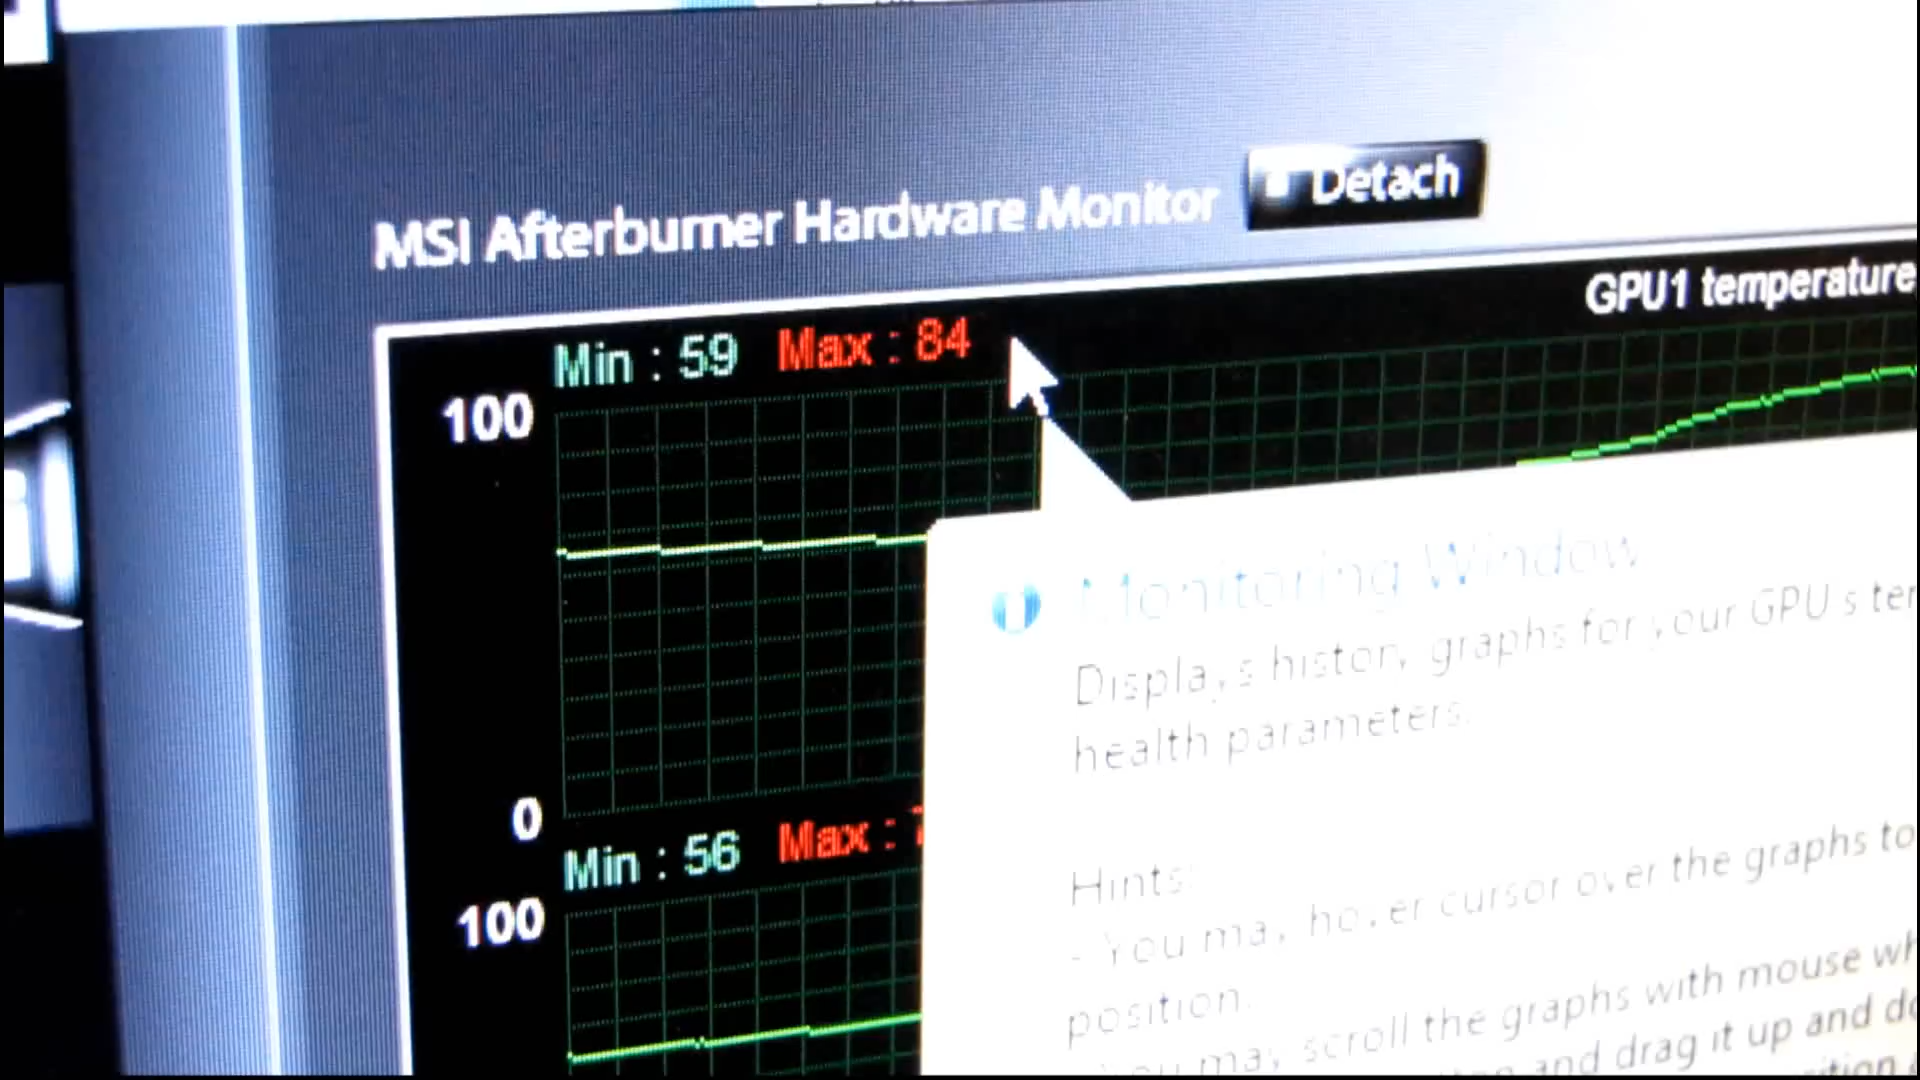 MSI Afterburner Hardware Monitor
Detach
GPU1 temperature
Min : 59 Max : 84
100
0
Min : 56 Max :
100
Monitoring Window
Displays history graphs for your GPU's
health parameters.
Hints:
- You may hover cursor over the graphs to
position.
You may scroll the graphs with mouse
and drag it up and